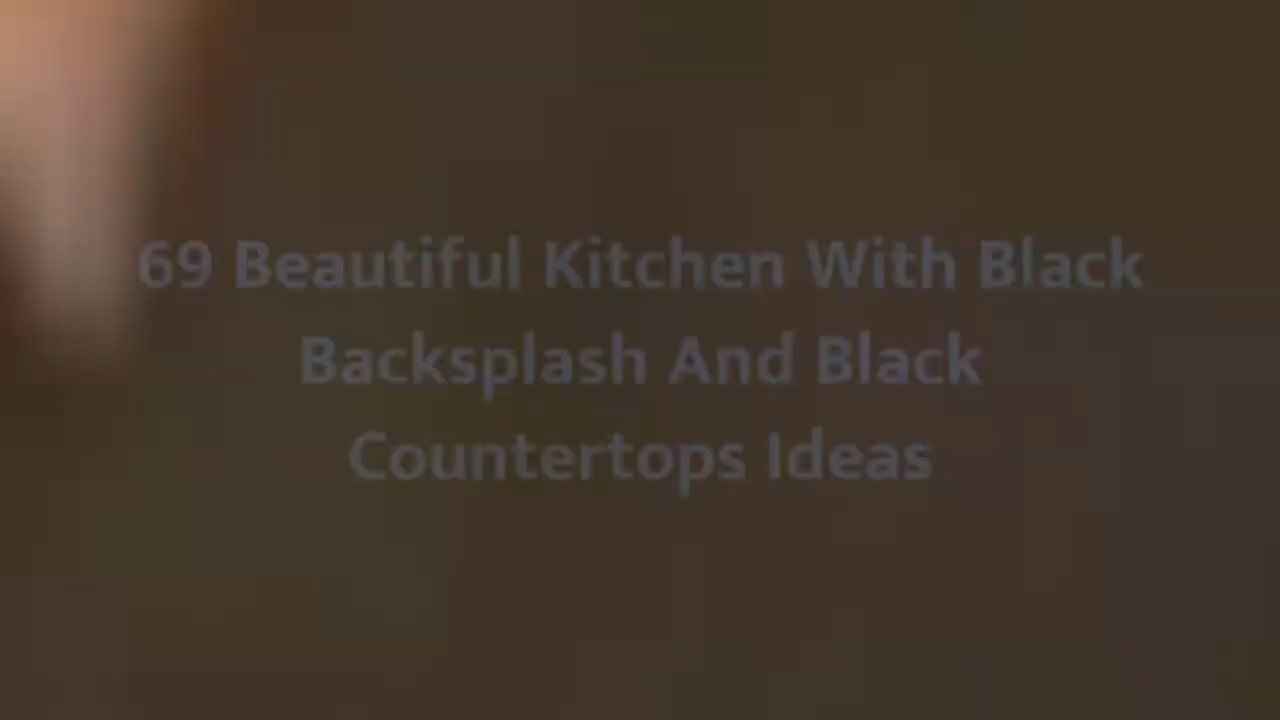 69 Beautiful Kitchen With Black
Backsplash And Black
Countertops Ideas